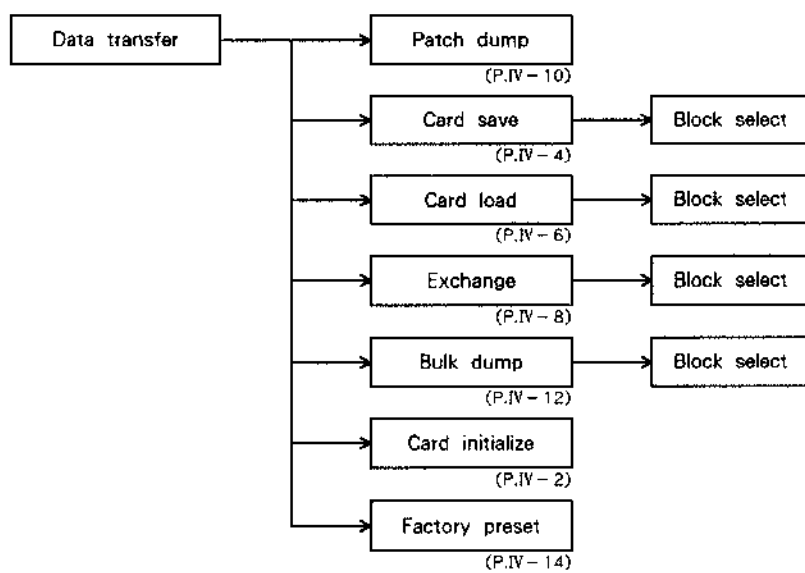 Data transfer
Patch dump
(P.Ⅳ-10)
Card save
Block select
(P.Ⅳ-4)
Card load
Block select
(P.Ⅳ-6)
Exchange
Block select
(P.Ⅳ-8)
Bulk dump
Block select
(P.Ⅳ-12)
Card initialize
(P.Ⅳ-2)
Factory preset
(P.Ⅳ-14)